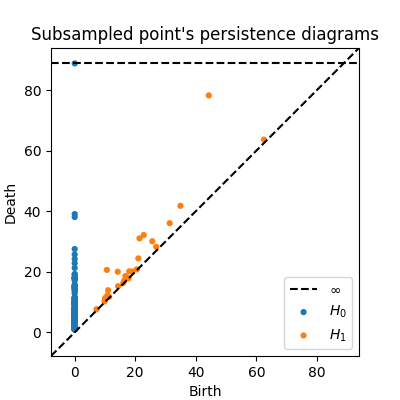 Subsampled point's persistence diagrams
Death
80
60
40
20
0
0 20 40 60 80
Birth
∞
H₀
H₁